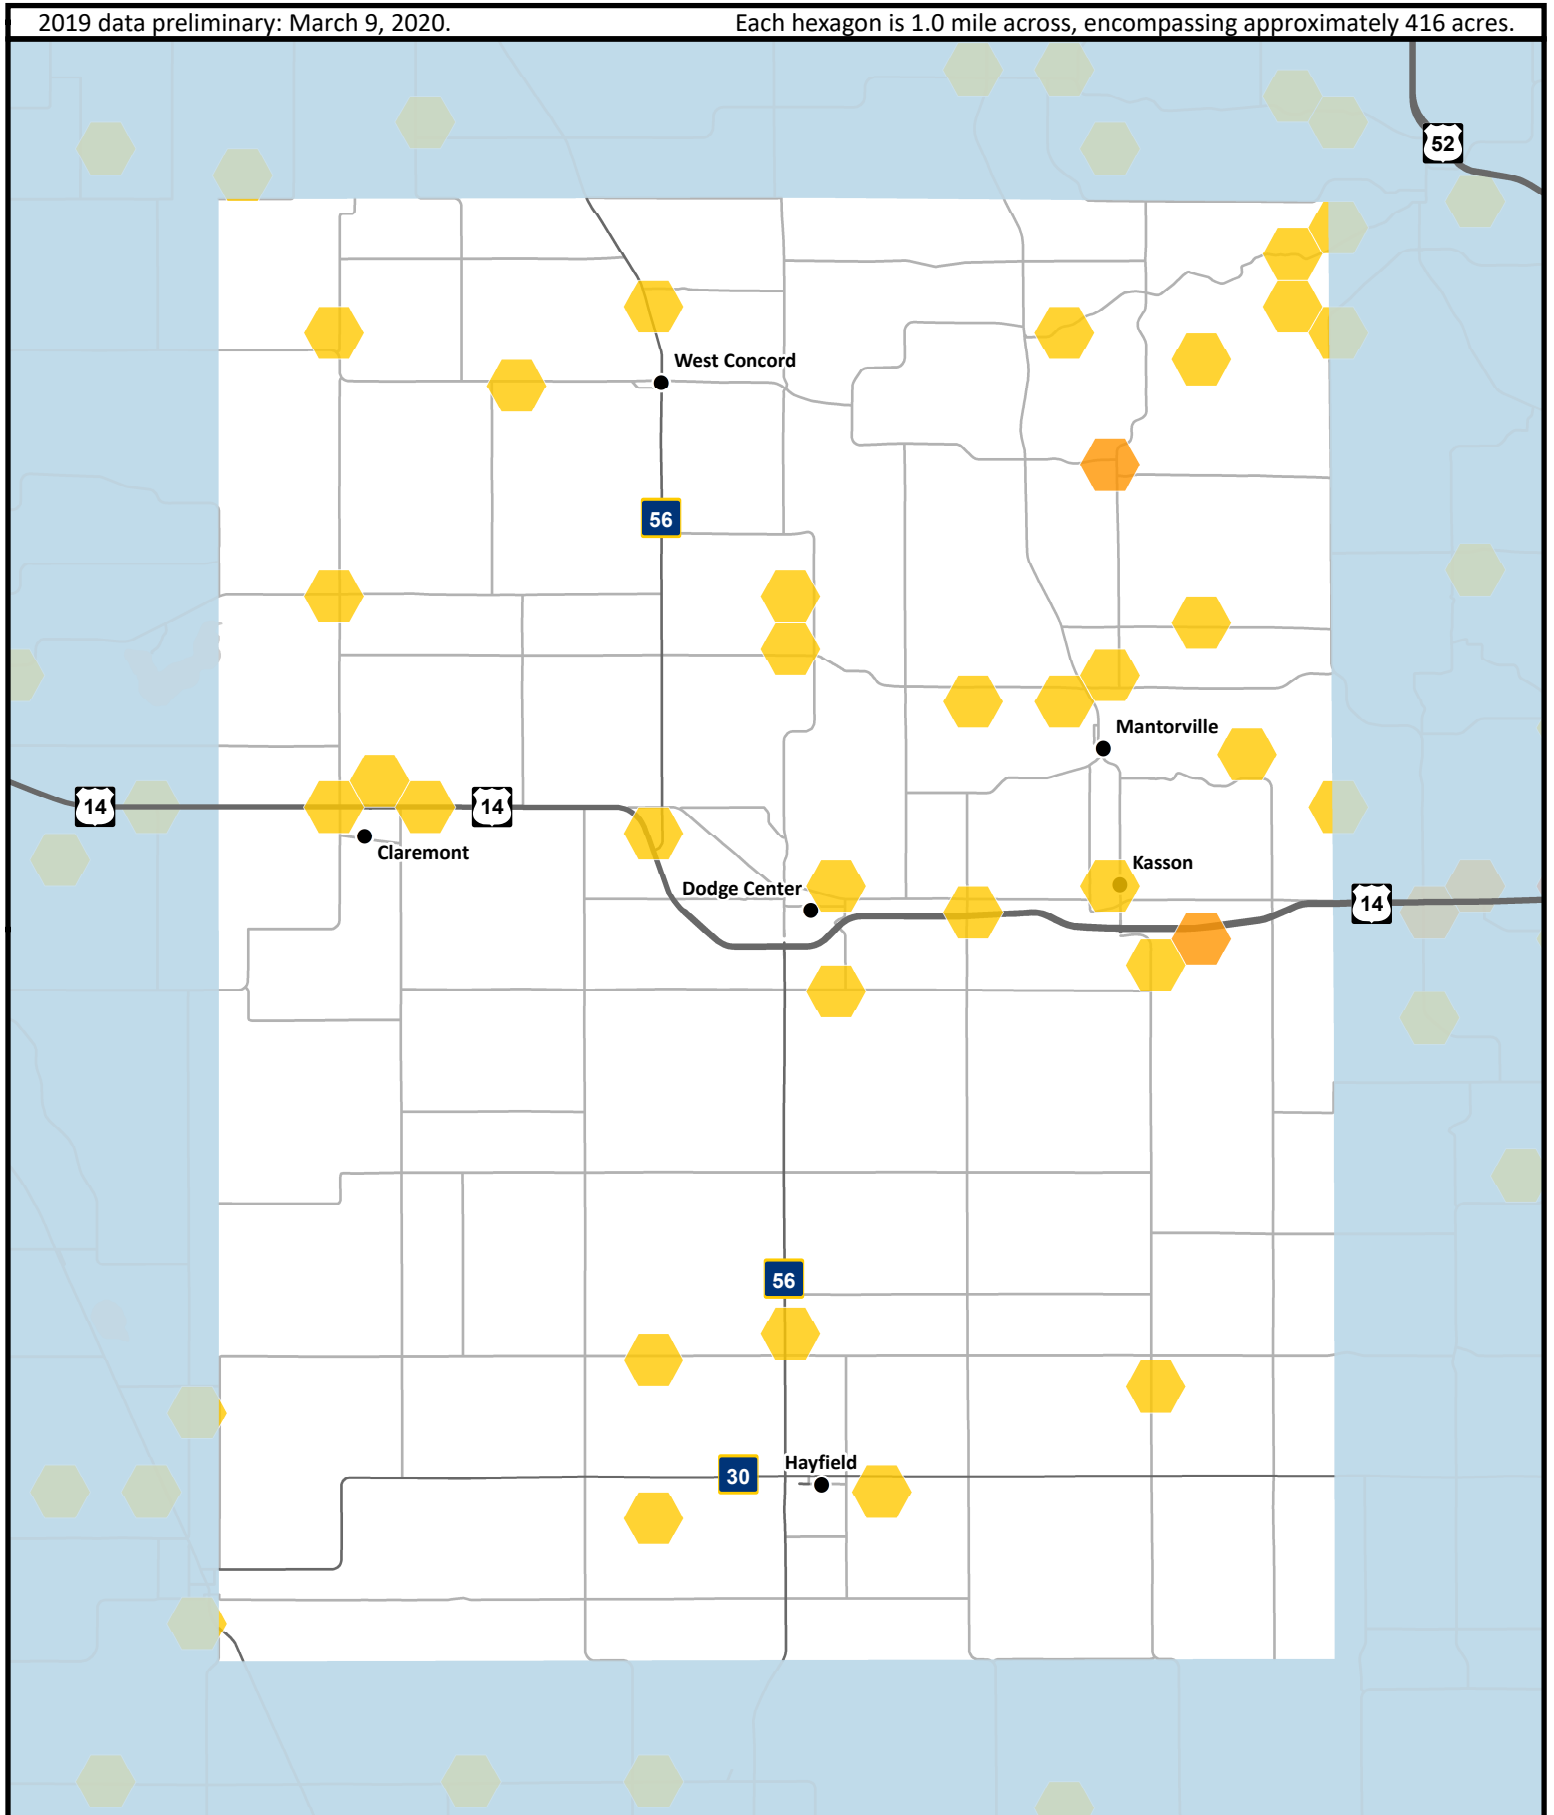 2019 data preliminary: March 9, 2020.
Each hexagon is 1.0 mile across, encompassing approximately 416 acres.
52
West Concord
56
Mantorville
14
14
Claremont
Kasson
Dodge Center
14
56
Hayfield
30